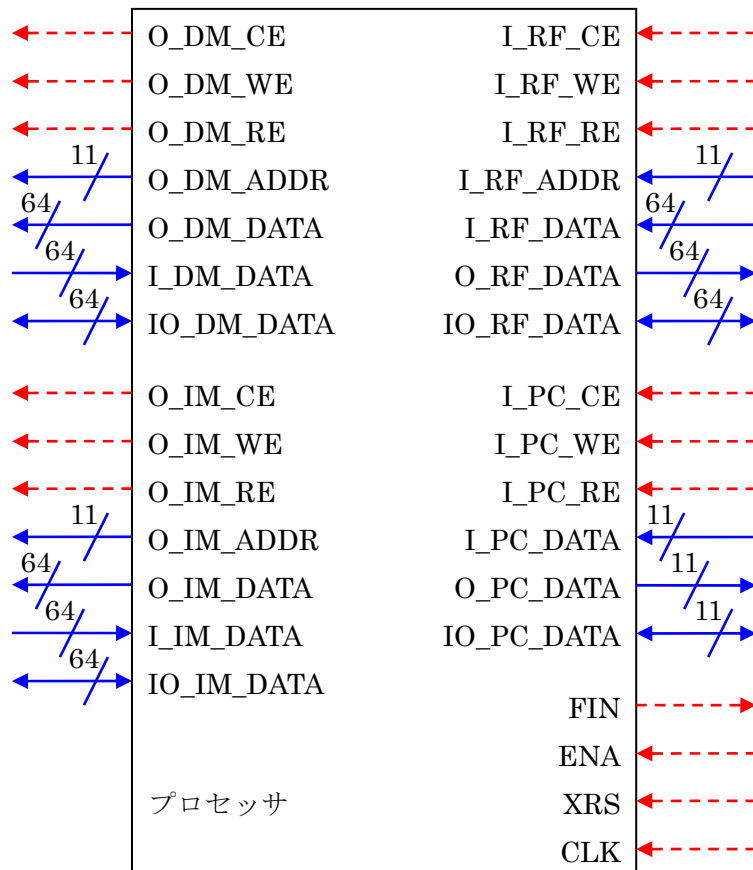 O_DM_CE
O_DM_WE
O_DM_RE
11
O_DM_ADDR
64
O_DM_DATA
64
I_DM_DATA
64
IO_DM_DATA
O_IM_CE
O_IM_WE
O_IM_RE
11
O_IM_ADDR
64
O_IM_DATA
64
I_IM_DATA
64
IO_IM_DATA
プロセッサ
I_RF_CE
I_RF_WE
I_RF_RE
11
I_RF_ADDR
64
I_RF_DATA
64
O_RF_DATA
64
IO_RF_DATA
I_PC_CE
I_PC_WE
I_PC_RE
11
I_PC_DATA
11
O_PC_DATA
11
IO_PC_DATA
FIN
ENA
XRS
CLK